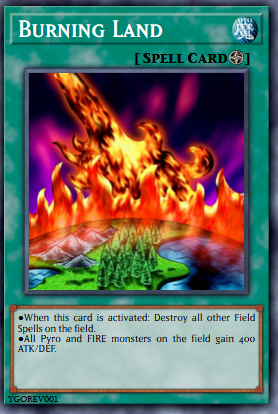 Burning Land
[Spell Card]
●When this card is activated: Destroy all other Field
Spells on the field.
●All Pyro and FIRE monsters on the field gain 400
ATK/DEF.
YGOREV001